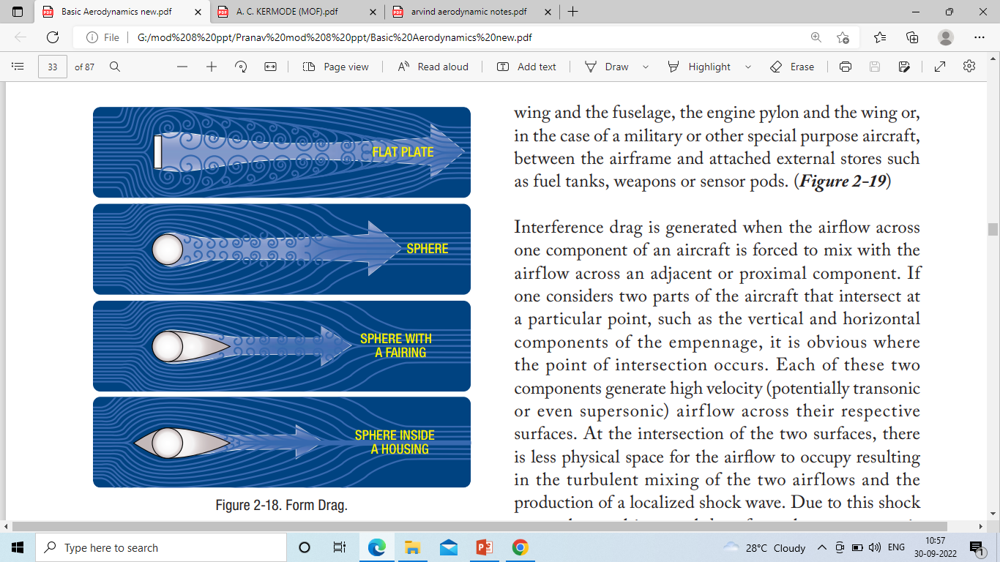 Basic Aerodynamics new.pdf
A. C. KERMODE (MOF).pdf
arvind aerodynamic notes.pdf
File
G:/mod%208%20ppt/Pranav%20mod%208%20ppt/Basic%20Aerodynamics%20new.pdf
33 of 87
Page view
Read aloud
Add text
Draw
Highlight
Erase
FLAT PLATE
SPHERE
SPHERE WITH
A FAIRING
SPHERE INSIDE
A HOUSING
Figure 2-18. Form Drag.
wing and the fuselage, the engine pylon and the wing or,
in the case of a military or other special purpose aircraft,
between the airframe and attached external stores such
as fuel tanks, weapons or sensor pods. (Figure 2-19)
Interference drag is generated when the airflow across
one component of an aircraft is forced to mix with the
airflow across an adjacent or proximal component. If
one considers two parts of the aircraft that intersect at
a particular point, such as the vertical and horizontal
components of the empennage, it is obvious where
the point of intersection occurs. Each of these two
components generate high velocity (potentially transonic
or even supersonic) airflow across their respective
surfaces. At the intersection of the two surfaces, there
is less physical space for the airflow to occupy resulting
in the turbulent mixing of the two airflows and the
production of a localized shock wave. Due to this shock
Type here to search
28°C Cloudy
ENG
10:57
30-09-2022
1